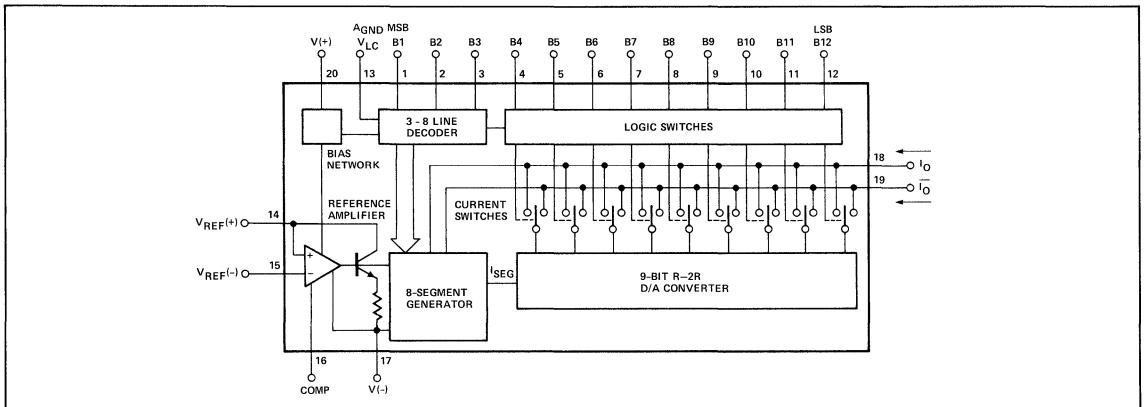 AGND MSB LSB
V(+) VLC B1 B2 B3 B4 B5 B6 B7 B8 B9 B10 B11 B12
20 13 1 2 3 4 5 6 7 8 9 10 11 12
3 - 8 LINE
DECODER
LOGIC SWITCHES
BIAS
NETWORK
18
IO
19
IO
REFERENCE
AMPLIFIER
CURRENT
SWITCHES
14
VREF(+)
+
15
VREF(-)
−
8-SEGMENT
GENERATOR
ISEG
9-BIT R-2R
D/A CONVERTER
16 17
COMP V(-)